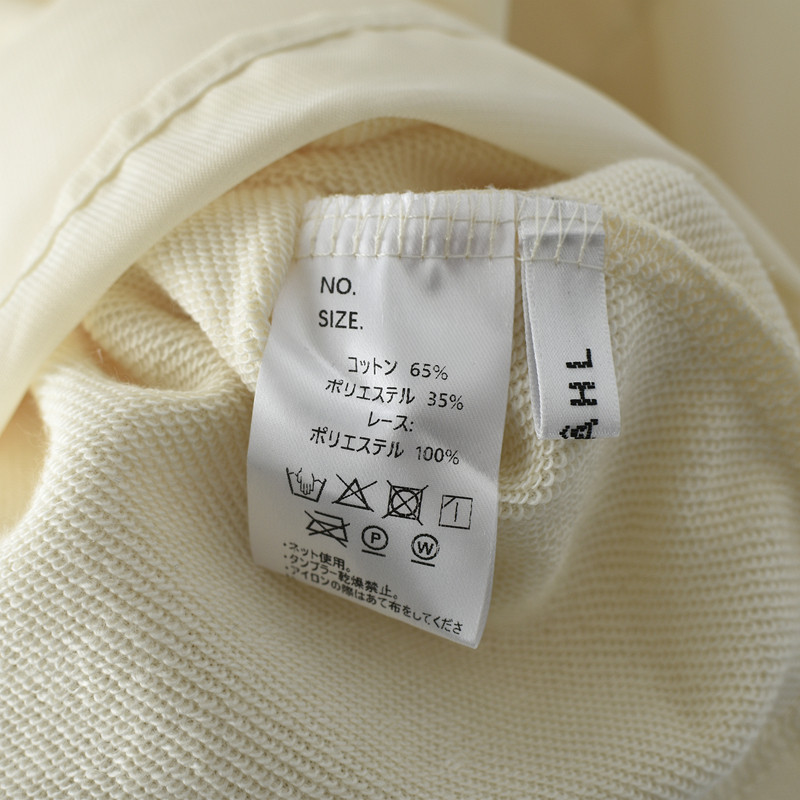 NO.
SIZE.
コットン 65%
ポリエステル 35%
レース:
ポリエステル 100%
P W
・ネット使用。
・タンブラー乾燥禁止。
・アイロンの際はあて布をしてくださ
H L